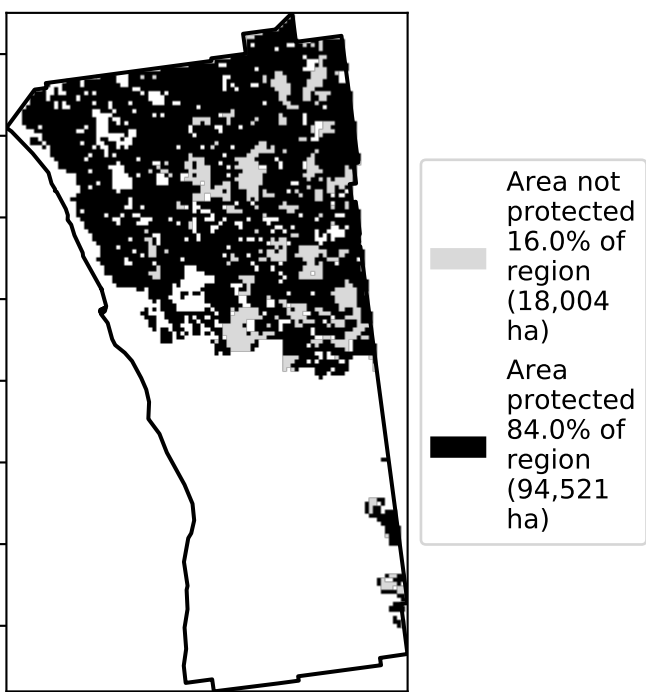 Area not
protected
16.0% of
region
(18,004
ha)
Area
protected
84.0% of
region
(94,521
ha)